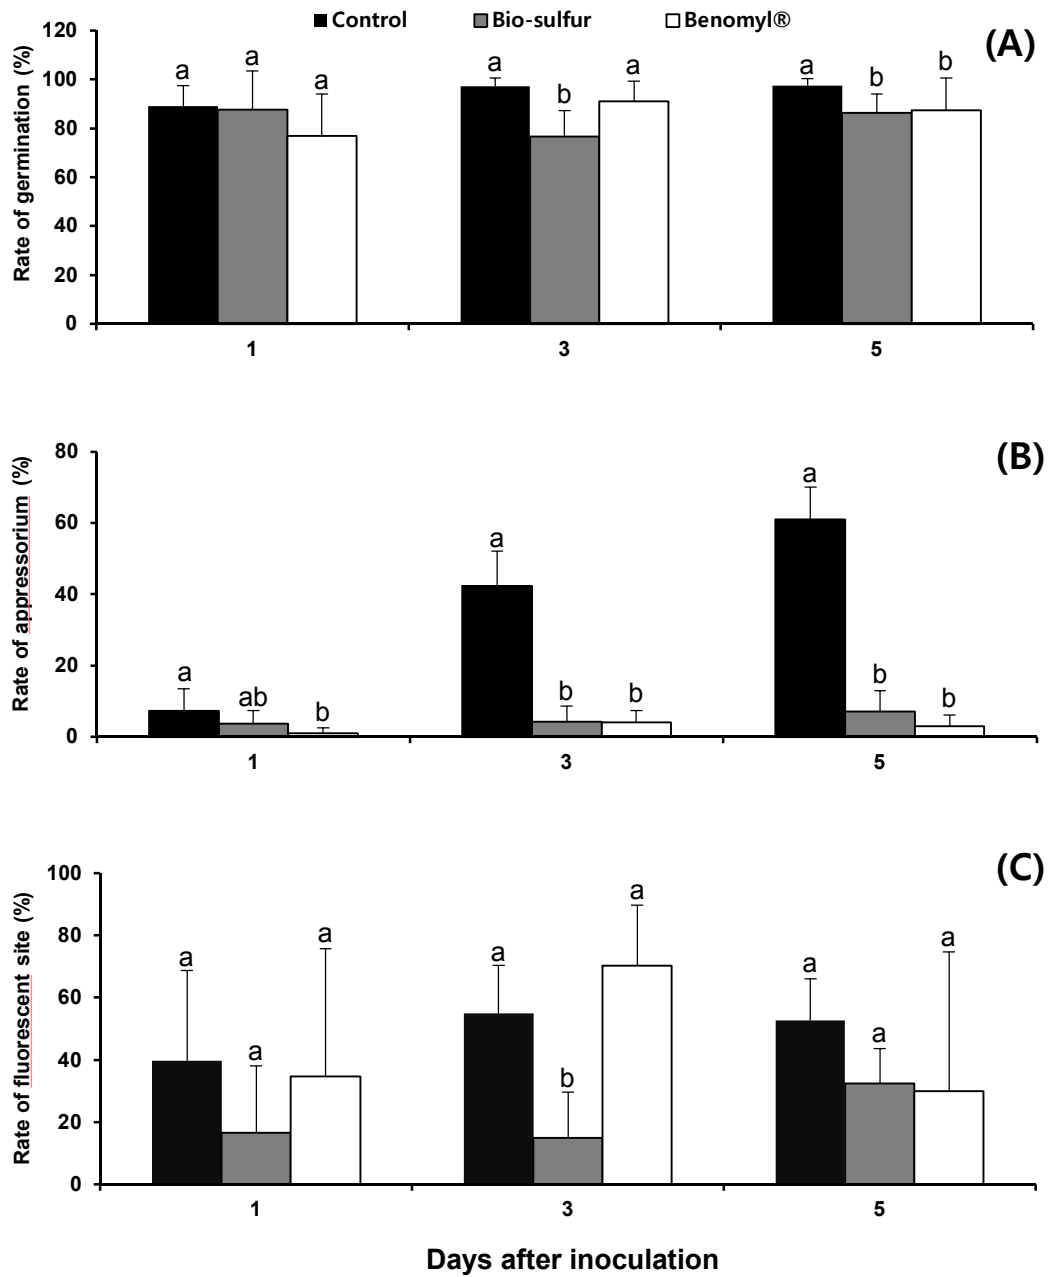 Control Bio-sulfur Benomyl®
(A)
Rate of germination (%)
120
100
80
60
40
20
0
a a a a b a a b b
1 3 5
(B)
Rate of appressorium (%)
80
60
40
20
0
a ab b a b b a b b
1 3 5
(C)
Rate of fluorescent site (%)
100
80
60
40
20
0
a a a a b a a a a
1 3 5
Days after inoculation